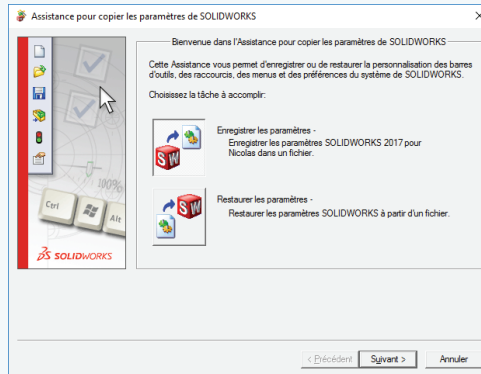 Assistance pour copier les paramètres de SOLIDWORKS
Bienvenue dans l'Assistance pour copier les paramètres de SOLIDWORKS
Cette Assistance vous permet d'enregistrer ou de restaurer la personnalisation des barres
d'outils, des raccourcis, des menus et des préférences du système de SOLIDWORKS.
Choisissez la tâche à accomplir:
Enregistrer les paramètres -
Enregistrer les paramètres SOLIDWORKS 2017 pour
Nicolas dans un fichier.
SW
Restaurer les paramètres -
Restaurer les paramètres SOLIDWORKS à partir d'un fichier.
SW
100%
Ctrl
Alt
SOLIDWORKS
< Précédent
Suivant >
Annuler